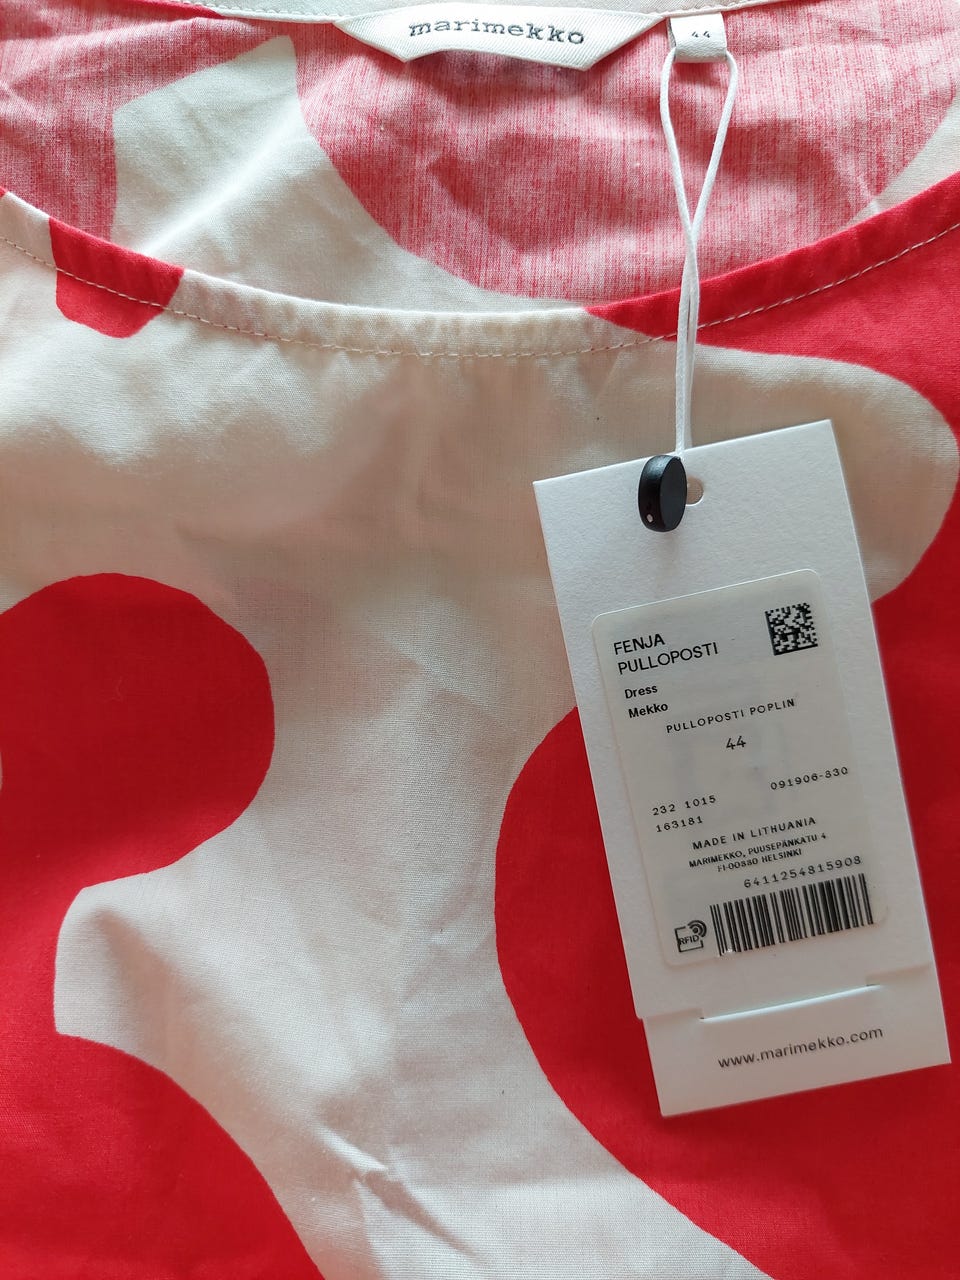 marimekko
44
FENJA
PULLOPOSTI
Dress
Mekko
PULLOPOSTI POPLIN
44
091906-830
232 1015
163181
MADE IN LITHUANIA
MARIMEKKO, PUUSEPÄNKATU 4
FI-00880 HELSINKI
6411254815908
RFID
www.marimekko.com